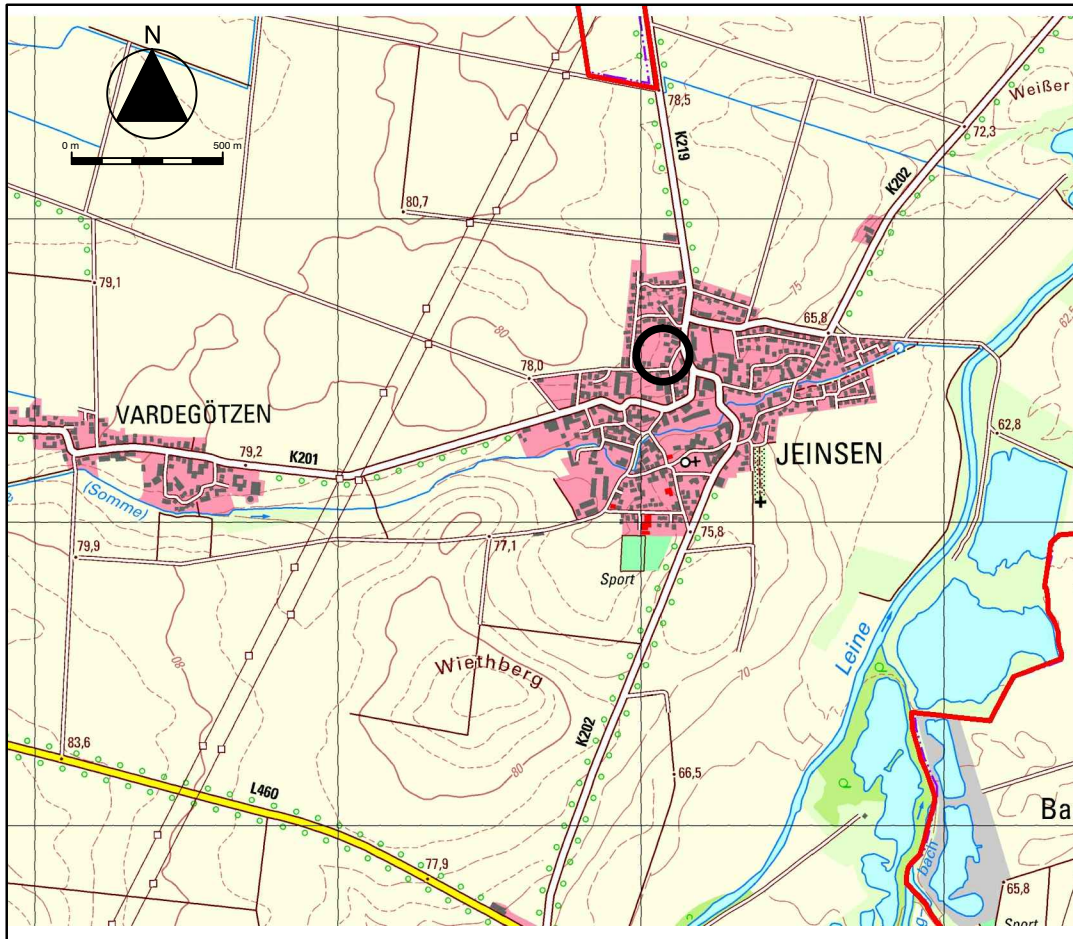 N
0 m 500 m
78,5
K219
Weißer
72,3
K202
80,7
79,1
80
75
65,8
62,5
78,0
VARDEGÖTZEN
79,2
K201
(Somme)
JEINSEN
62,8
79,9
77,1
75,8
Sport
Leine
80
Wiethberg
70
K202
80
83,6
L460
66,5
Ba
77,9
bach
65,8
Sport